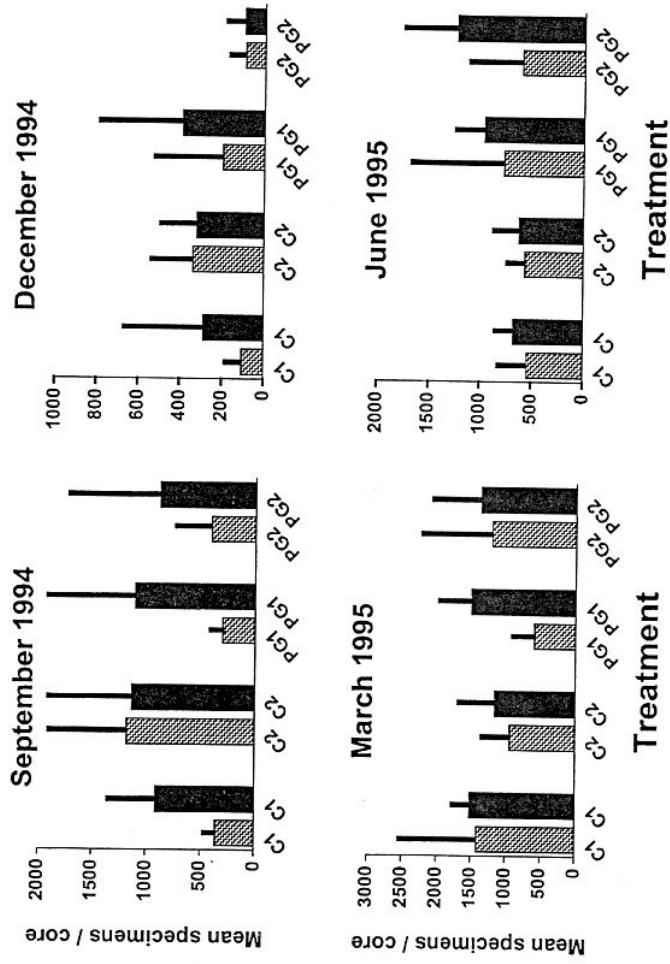 September 1994
Mean specimens / core
2000
1000
500
0
C1
C1
C2
C2
PG1
PG1
PG2
PG2
December 1994
1000
800
600
400
200
0
C1
C1
C2
C2
PG1
PG1
PG2
PG2
March 1995
Mean specimens / core
3000
2500
2000
1500
1000
500
0
C1
C1
C2
C2
PG1
PG1
PG2
PG2
Treatment
June 1995
2000
1500
1000
500
0
C1
C1
C2
C2
PG1
PG1
PG2
PG2
Treatment